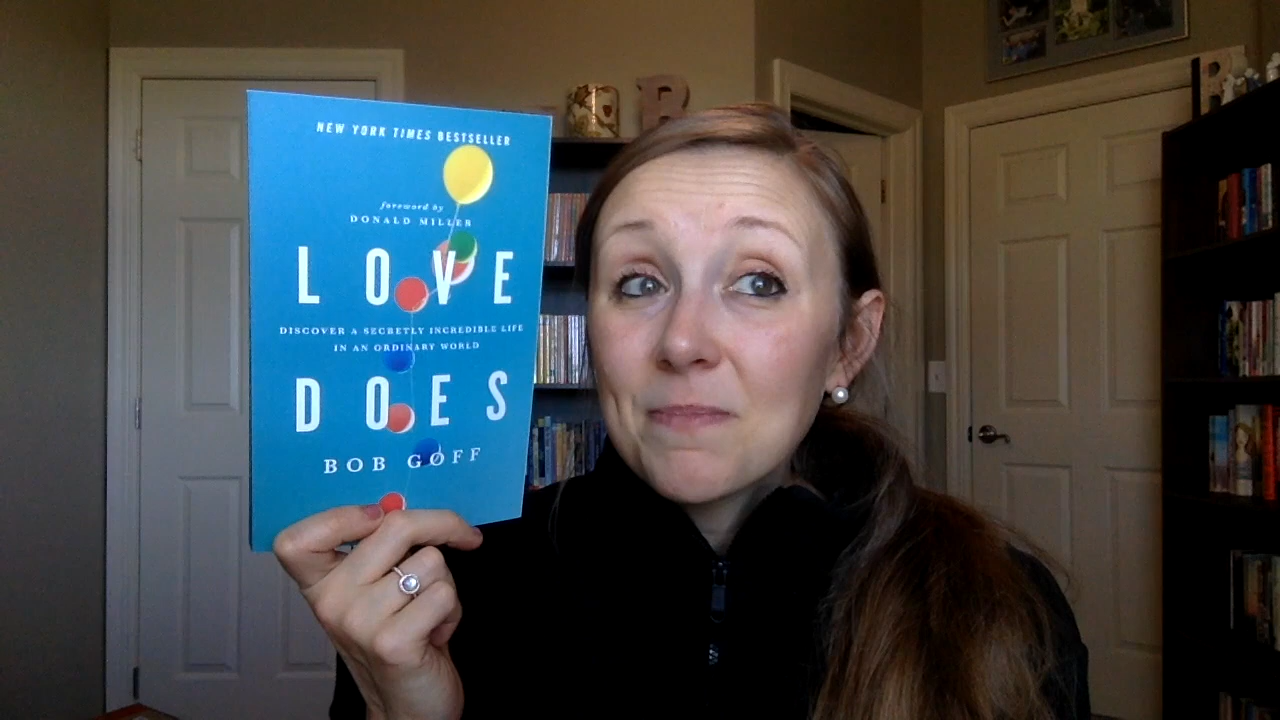 NEW YORK TIMES BESTSELLER
foreword by
DONALD MILLER
LOVE
DISCOVER A SECRETLY INCREDIBLE LIFE
IN AN ORDINARY WORLD
DOES
BOB GOFF
R